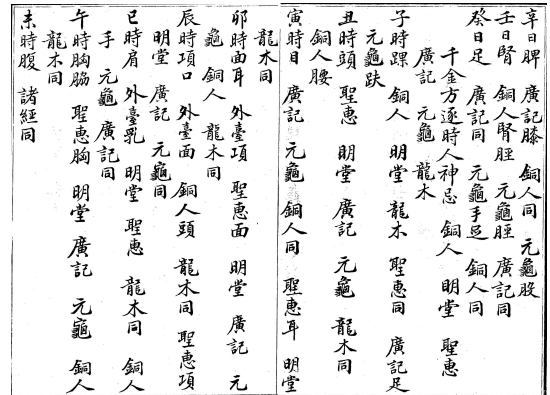 辛日脾 廣記膝 銅人同 元龜股
壬日腎 銅人腎脛 元龜脛 廣記同
癸日足 廣記同 元龜手足 銅人同
千金方逐時人神忌 銅人 明堂 聖惠
廣記 元龜 龍木
子時踝 銅人 明堂 龍木 聖惠同 廣記足
元龜趺
丑時頭 聖惠 明堂 廣記 元龜 龍木同
銅人腰
寅時目 廣記 元龜 銅人同 聖惠耳 明堂
龍木同
卯時面耳 外臺項 聖惠面 明堂 廣記 元
龜 銅人 龍木同
辰時項口 外臺面 銅人頭 龍木同 聖惠項
明堂 廣記 元龜同
巳時肩 外臺乳 明堂 聖惠 龍木同 銅人
手 元龜 廣記同
午時胸脇 聖惠胸 明堂 廣記 元龜 銅人
龍木同
未時腹 諸經同